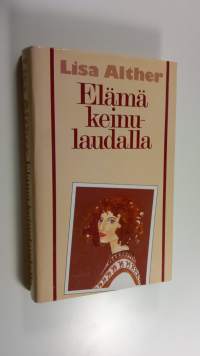 Lisa Alther
Elämä
keinu-
laudalla